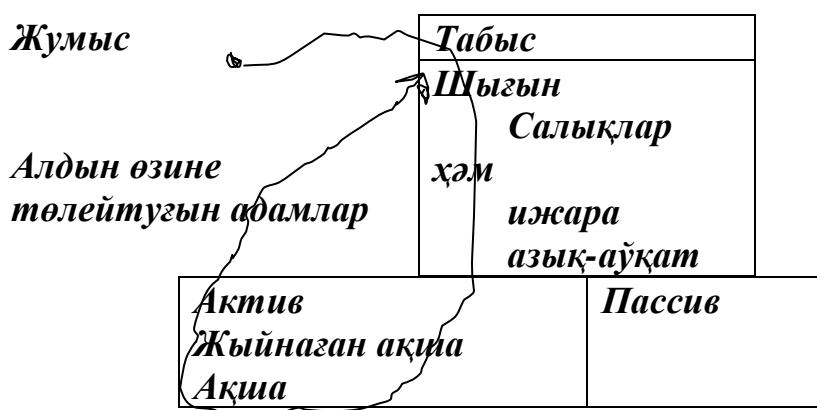 Жумыс
Табыс
Шығын
Салықлар
ҳәм
ижара
азық-аўқат
Алдын өзине
төлейтуғын адамлар
Актив
Жыйнаған ақша
Ақша
Пассив